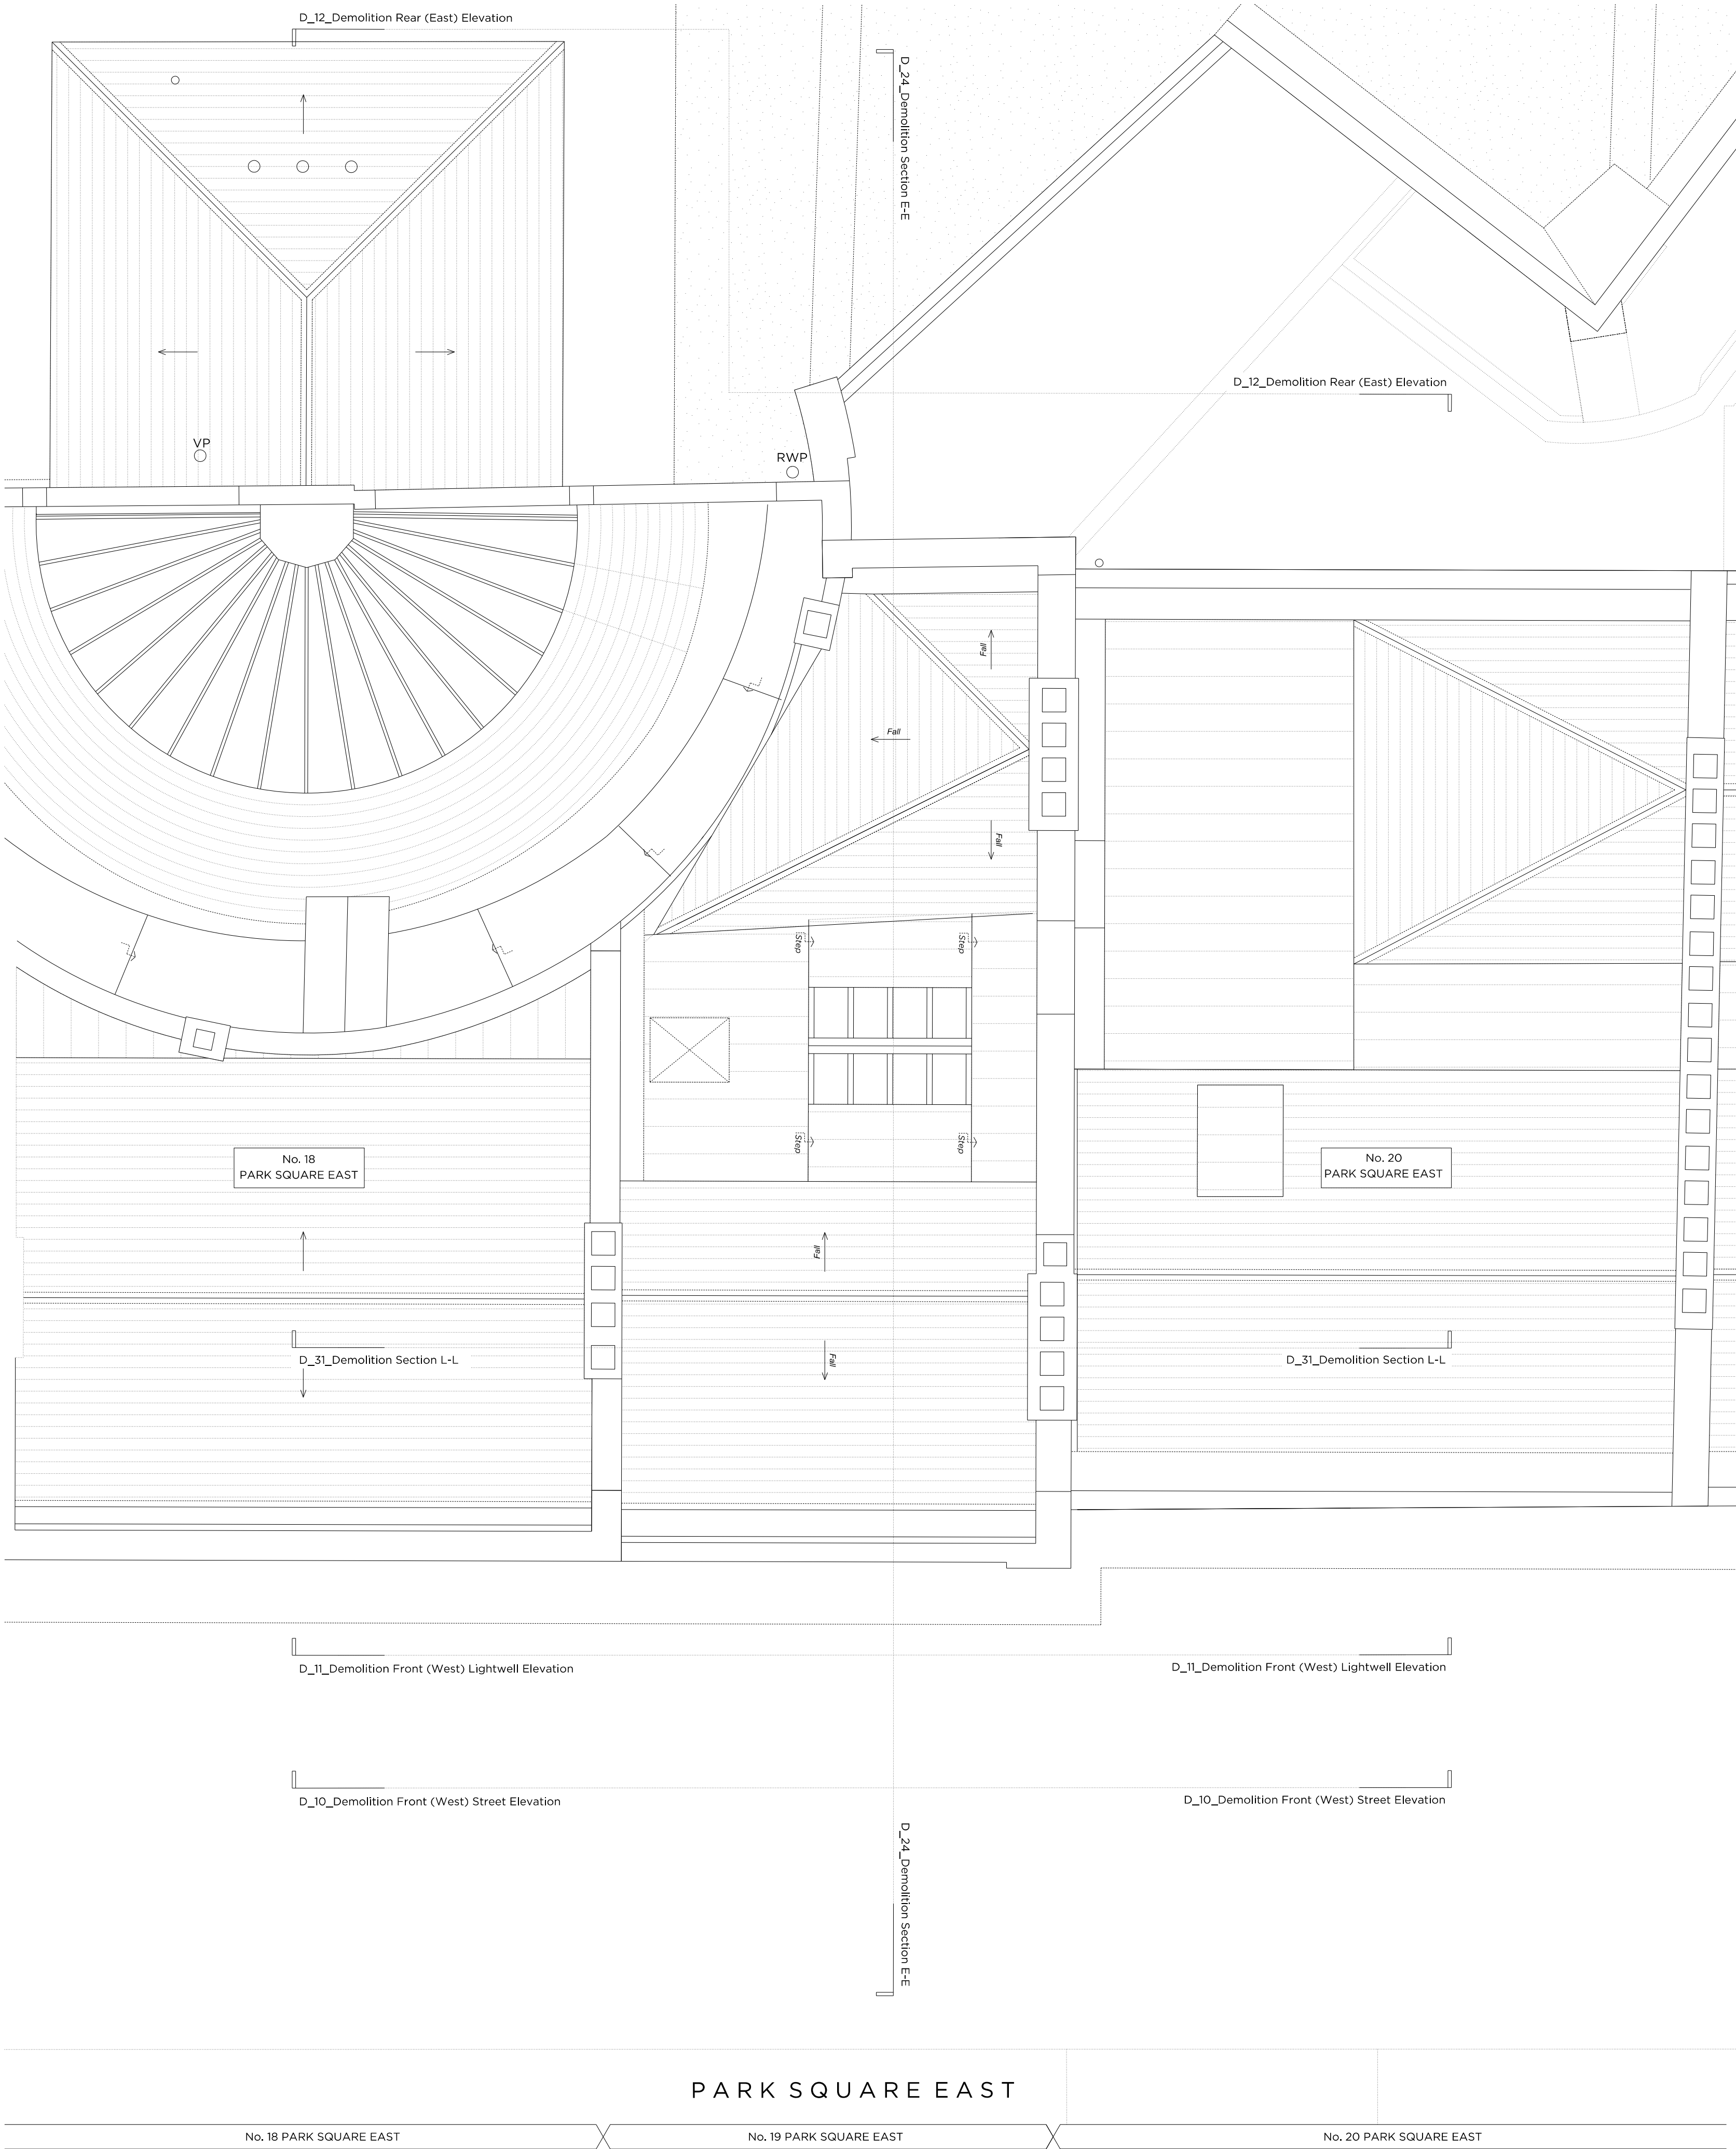 D_12_Demolition Rear (East) Elevation
D_24_Demolition Section E-E
D_12_Demolition Rear (East) Elevation
VP
RWP
Fall
Fall
Fall
Step
Step
Step
Step
No. 18
PARK SQUARE EAST
No. 20
PARK SQUARE EAST
Fall
Fall
D_31_Demolition Section L-L
D_31_Demolition Section L-L
D_11_Demolition Front (West) Lightwell Elevation
D_11_Demolition Front (West) Lightwell Elevation
D_10_Demolition Front (West) Street Elevation
D_10_Demolition Front (West) Street Elevation
D_24_Demolition Section E-E
PARK SQUARE EAST
No. 18 PARK SQUARE EAST
No. 19 PARK SQUARE EAST
No. 20 PARK SQUARE EAST